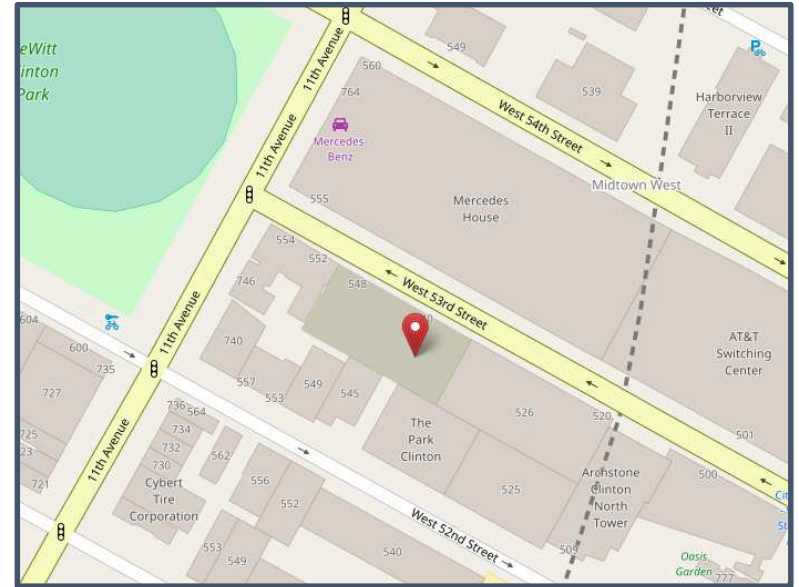 eWitt
inton
Park
11th Avenue
549
560
764
Mercedes
Benz
539
P
Harborview
Terrace
II
West 54th Street
Midtown West
11th Avenue
555
Mercedes
House
554
552
548
746
West 53rd Street
AT&T
Switching
Center
604
600
735
11th Avenue
740
557
553
549
545
727
725
23
721
736
564
734
732
730
562
Cybert
Tire
Corporation
The
Park
Clinton
526
520
501
500
11th Avenue
556
552
525
Archstone
Clinton
North
Tower
West 52nd Street
553
549
540
509
Oasis
Garden
777